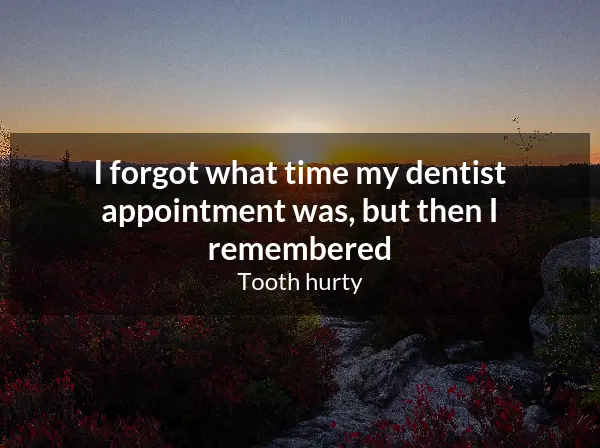 I forgot what time my dentist
appointment was, but then I
remembered
Tooth hurty